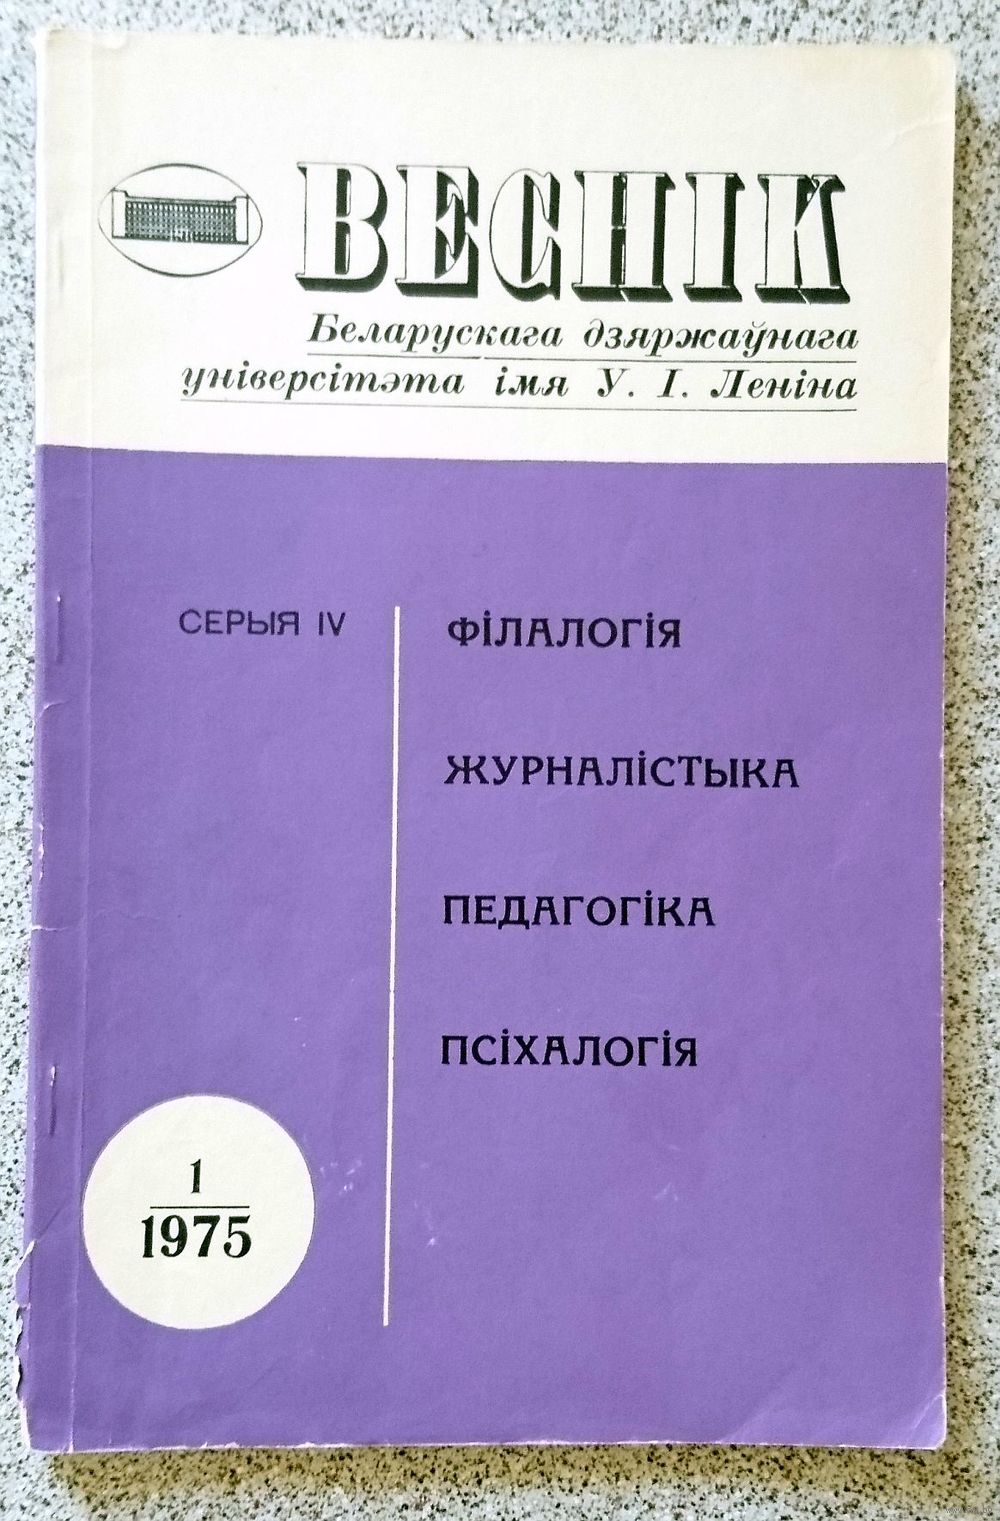 ВЕСНІК
Беларускага дзяржаўнага
універсітэта імя У. І. Леніна
СЕРЫЯ IV
ФІЛАЛОГІЯ
ЖУРНАЛІСТЫКА
ПЕДАГОГІКА
ПСІХАЛОГІЯ
1
1975